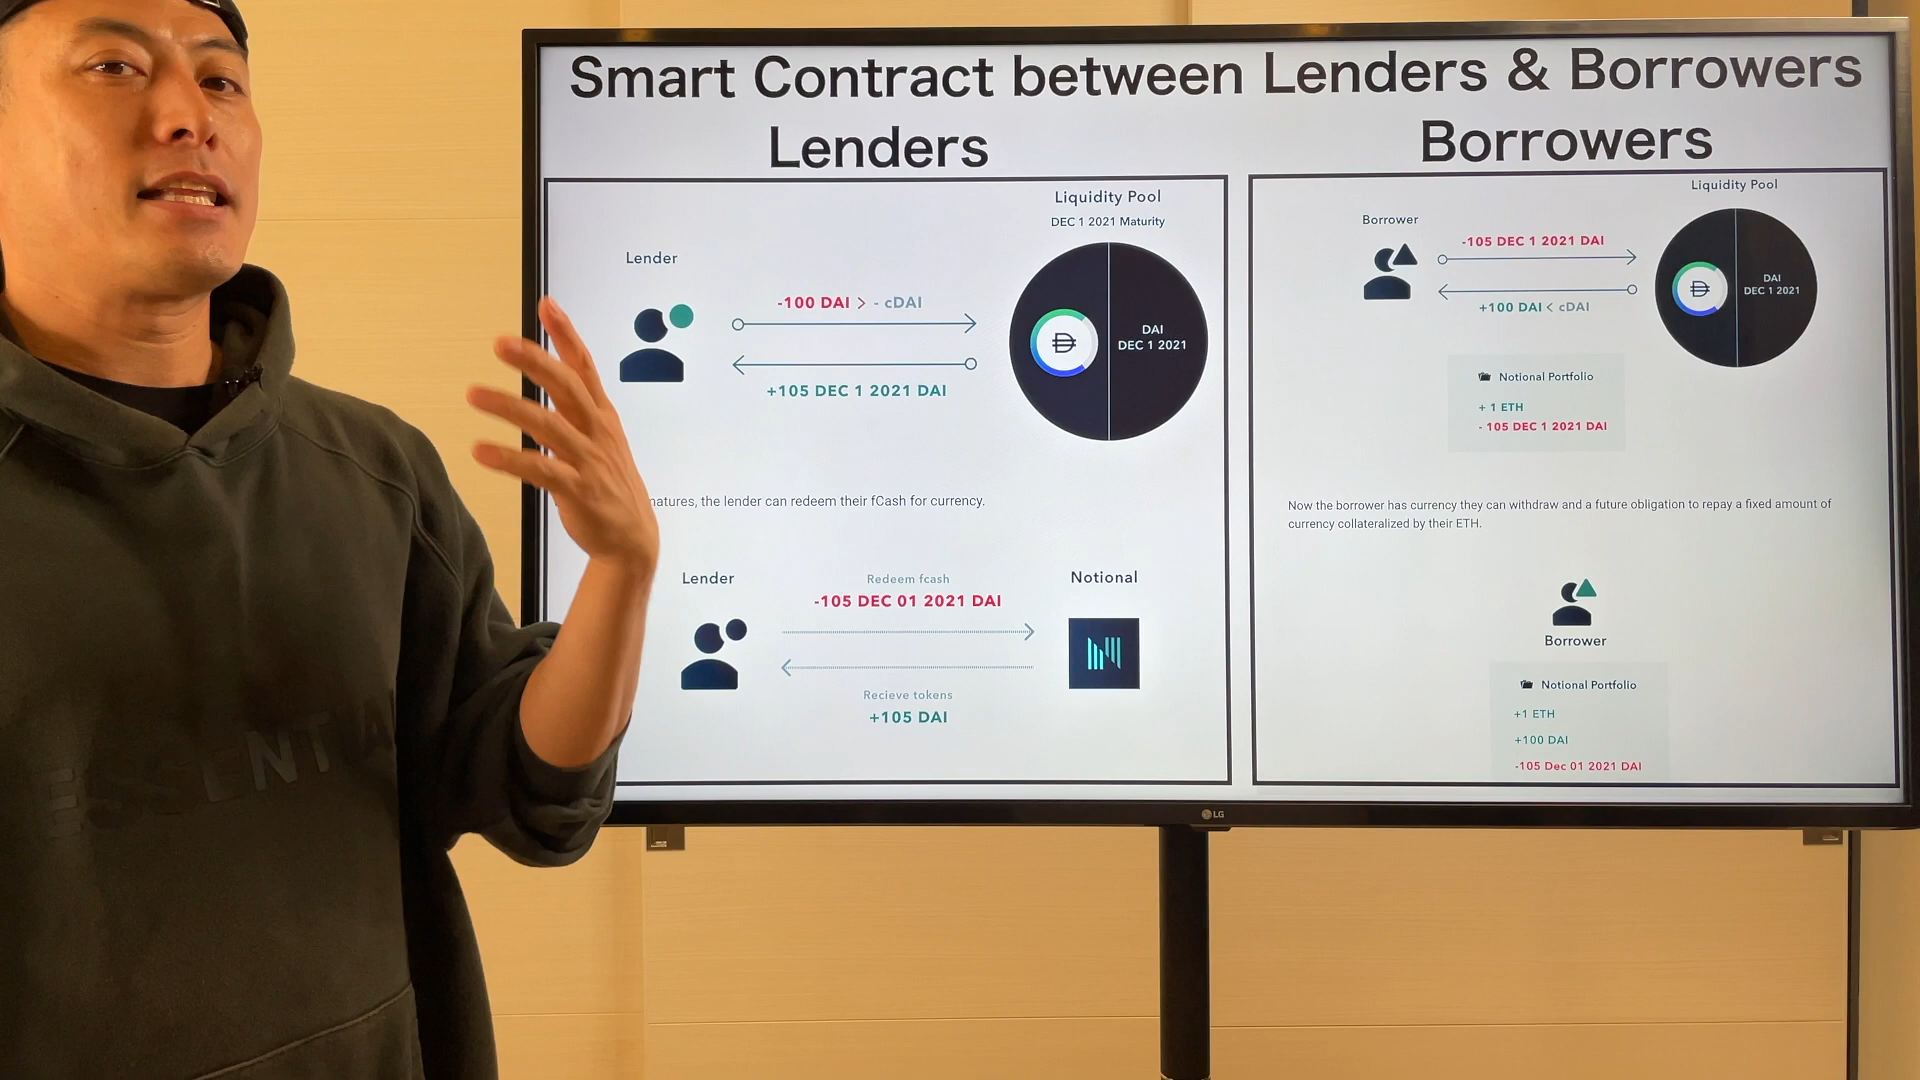 Smart Contract between Lenders & Borrowers
Lenders
Borrowers
Liquidity Pool
DEC 1 2021 Maturity
Lender
-100 DAI > - cDAI
+105 DEC 1 2021 DAI
DAI
DEC 1 2021
natures, the lender can redeem their fCash for currency.
Lender
Redeem fcash
-105 DEC 01 2021 DAI
Notional
Recieve tokens
+105 DAI
Liquidity Pool
Borrower
-105 DEC 1 2021 DAI
+100 DAI < cDAI
DAI
DEC 1 2021
Notional Portfolio
+ 1 ETH
- 105 DEC 1 2021 DAI
Now the borrower has currency they can withdraw and a future obligation to repay a fixed amount of
currency collateralized by their ETH.
Borrower
Notional Portfolio
+1 ETH
+100 DAI
-105 Dec 01 2021 DAI
LG